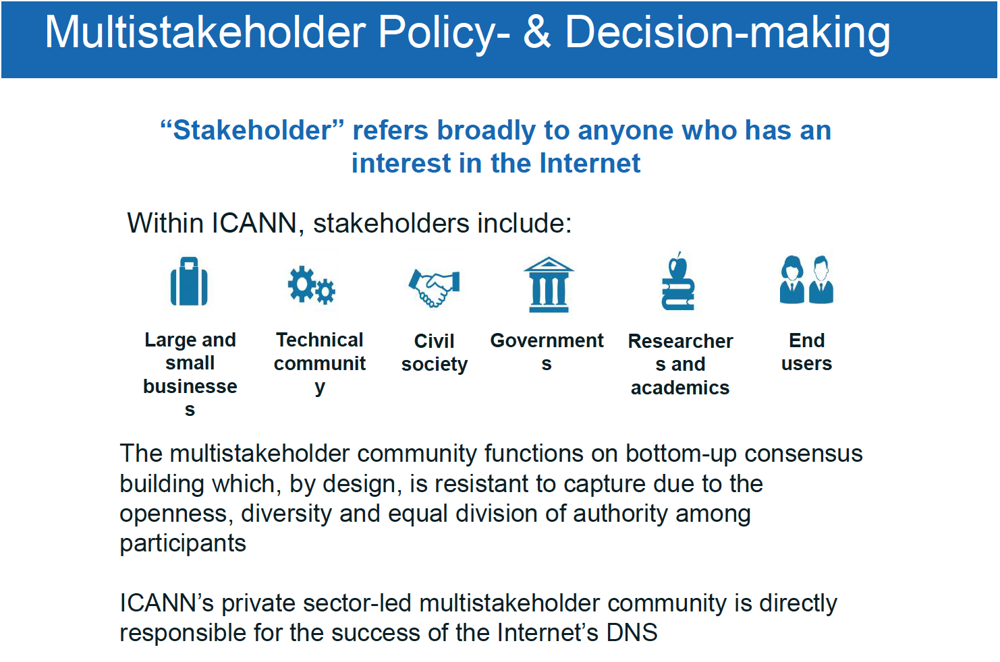 Multistakeholder Policy- & Decision-making
“Stakeholder” refers broadly to anyone who has an
interest in the Internet
Within ICANN, stakeholders include:
Large and
small
businesse
s
Technical
communit
y
Civil
society
Government
s
Researcher
s and
academics
End
users
The multistakeholder community functions on bottom-up consensus
building which, by design, is resistant to capture due to the
openness, diversity and equal division of authority among
participants
ICANN’s private sector-led multistakeholder community is directly
responsible for the success of the Internet’s DNS